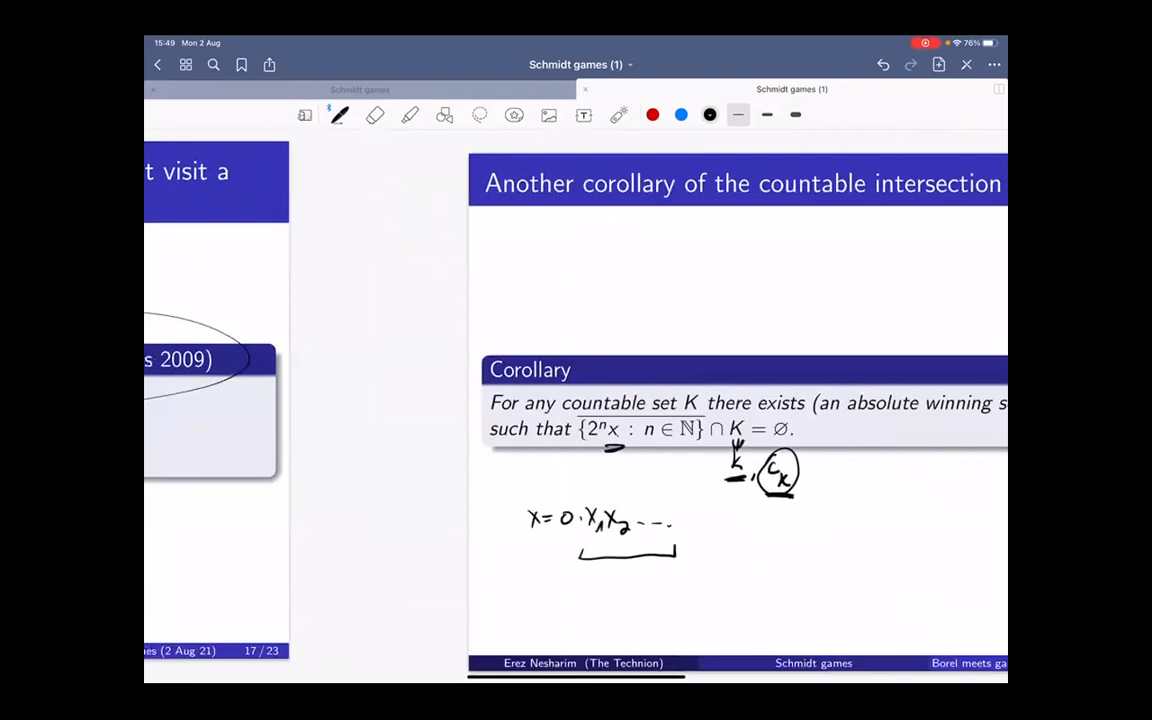 15:49 Mon 2 Aug
76%
Schmidt games (1)
Schmidt games
Schmidt games (1)
t visit a
s 2009)
es (2 Aug 21) 17 / 23
Another corollary of the countable intersection
Corollary
For any countable set K there exists (an absolute winning s
such that {2ⁿx : n ∈ ℕ} ∩ K = ∅.
k, cₖ
x = 0.x₁x₂ ....
Erez Nesharim (The Technion) Schmidt games Borel meets ga